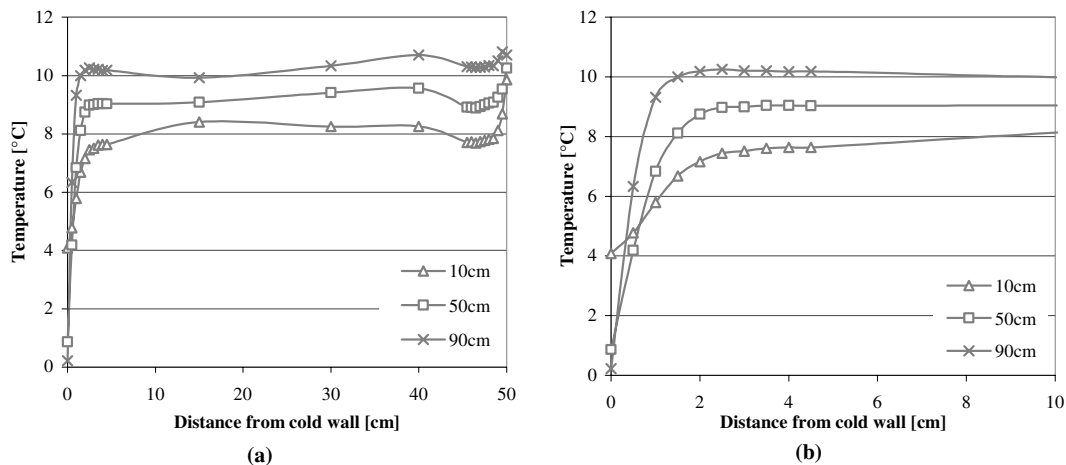 12
10
8
6
4
2
0
Temperature [°C]
10cm
50cm
90cm
0 10 20 30 40 50
Distance from cold wall [cm]
(a)
12
10
8
6
4
2
0
Temperature [°C]
10cm
50cm
90cm
0 2 4 6 8 10
Distance from cold wall [cm]
(b)